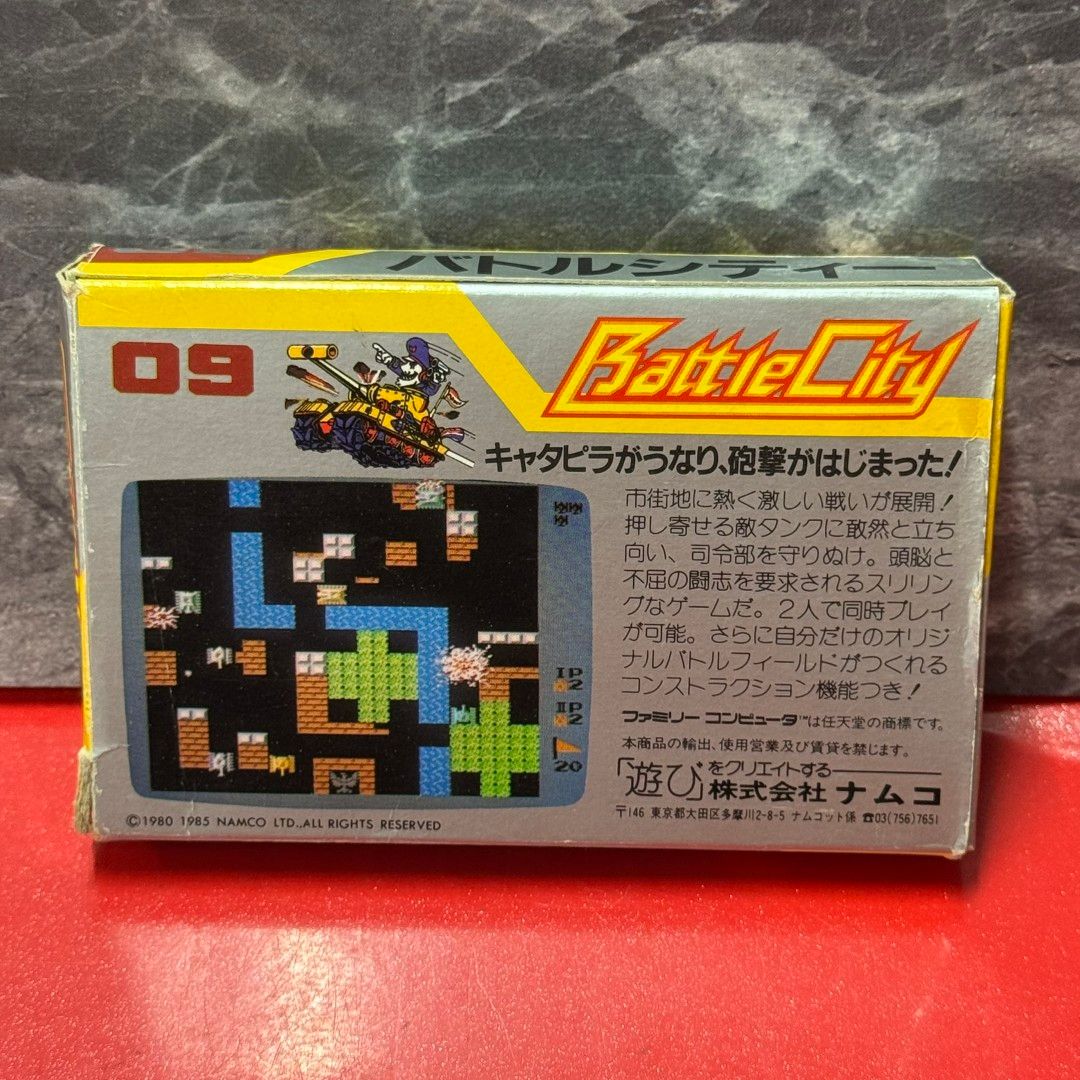 バトルシティー
09
BattleCity
キャタピラがうなり、砲撃がはじまった!
市街地に熱く激しい戦いが展開!
押し寄せる敵タンクに敢然と立ち
向い、司令部を守りぬけ。頭脳と
不屈の闘志を要求されるスリリン
グなゲームだ。2人で同時プレイ
が可能。さらに自分だけのオリジ
ナルバトルフィールドがつくれる
コンストラクション機能つき!
IP
2
IIP
2
20
ファミリー コンピュータ™は任天堂の商標です。
本商品の輸出、使用営業及び賃貸を禁じます。
「遊び」をクリエイトする
株式会社 ナムコ
〒146 東京都大田区多摩川2-8-5 ナムコット係 ☎03(756)7651
©1980 1985 NAMCO LTD.,ALL RIGHTS RESERVED